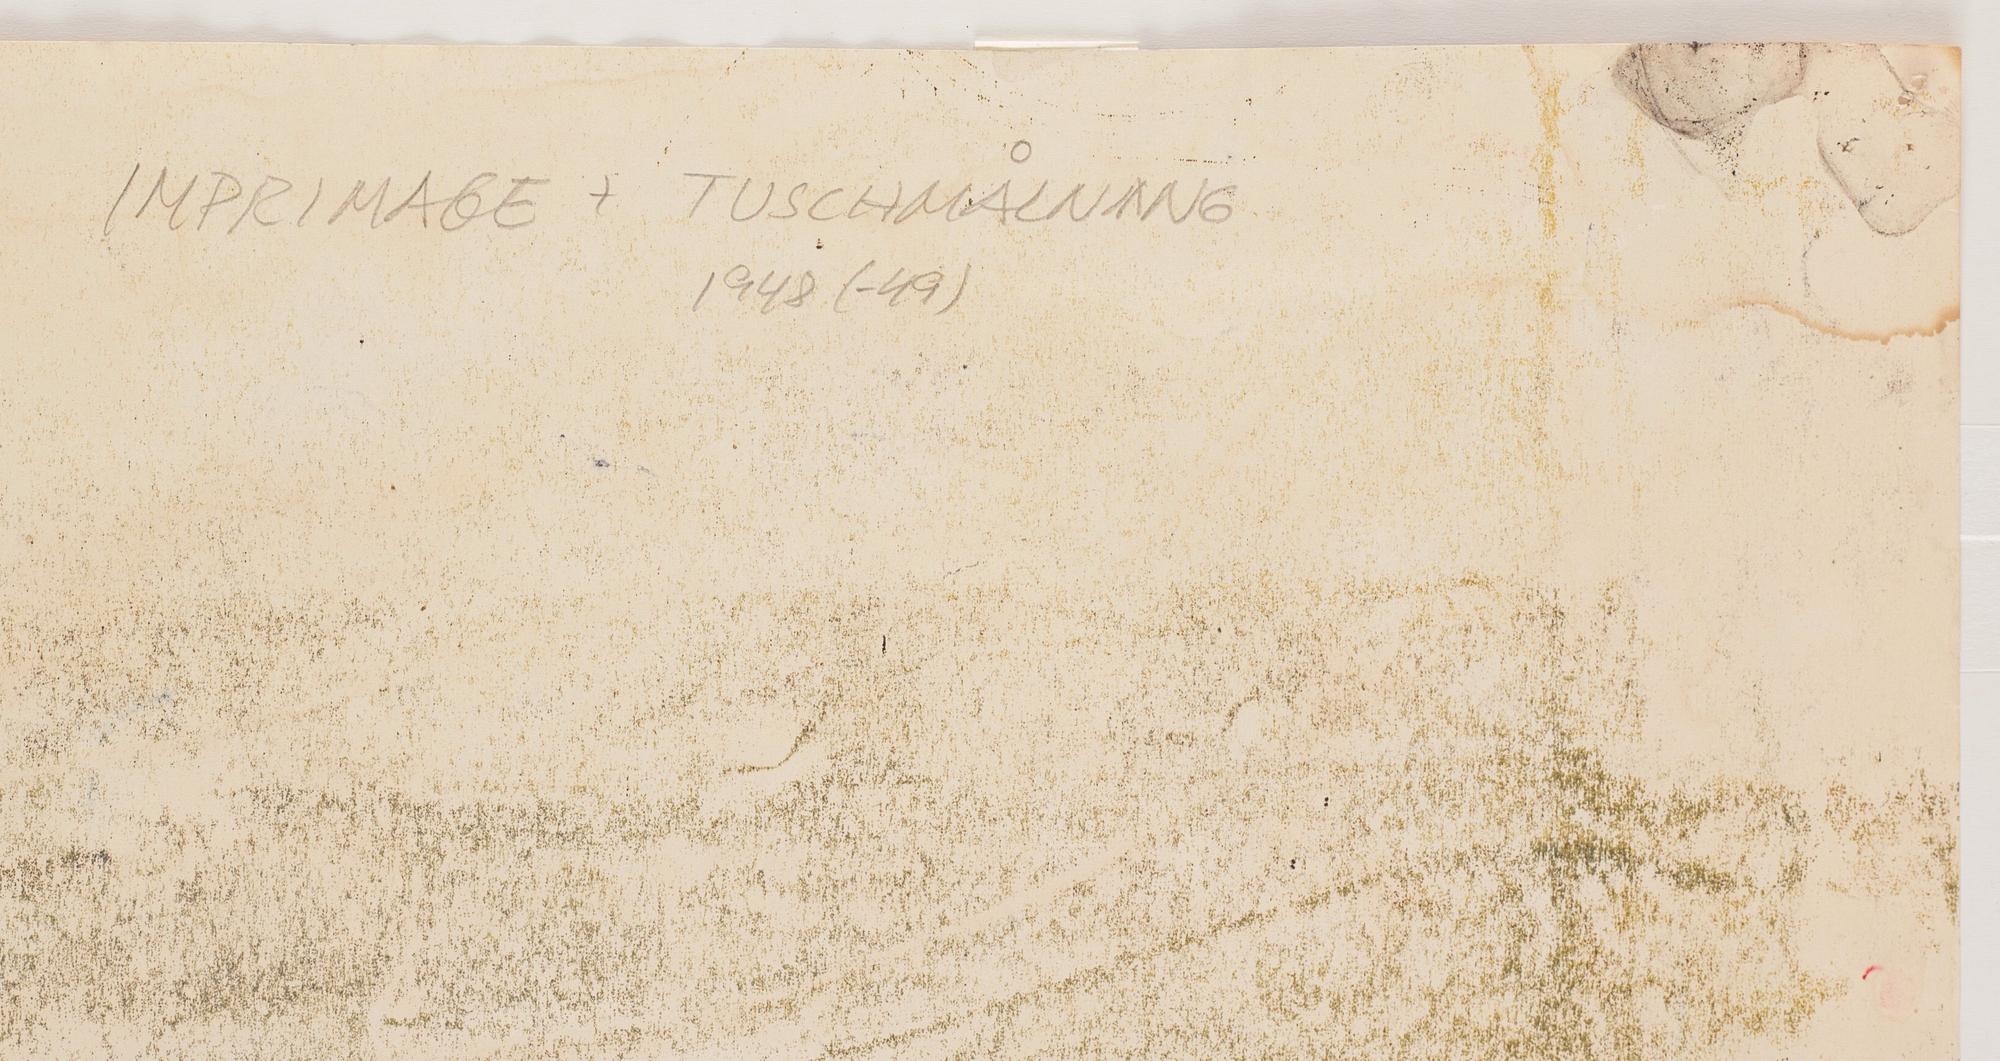 IMPRIMAGE + TUSCHMÅLNING
1948 (-49)